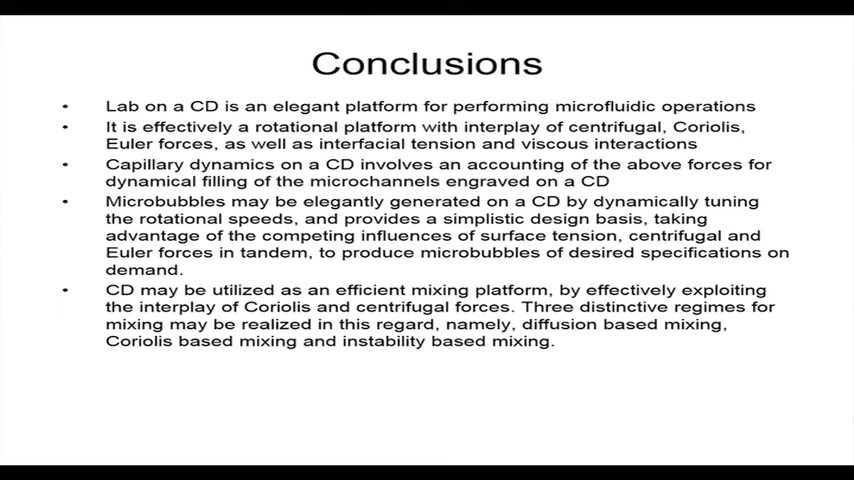 Conclusions
• Lab on a CD is an elegant platform for performing microfluidic operations
• It is effectively a rotational platform with interplay of centrifugal, Coriolis,
Euler forces, as well as interfacial tension and viscous interactions
• Capillary dynamics on a CD involves an accounting of the above forces for
dynamical filling of the microchannels engraved on a CD
• Microbubbles may be elegantly generated on a CD by dynamically tuning
the rotational speeds, and provides a simplistic design basis, taking
advantage of the competing influences of surface tension, centrifugal and
Euler forces in tandem, to produce microbubbles of desired specifications on
demand.
• CD may be utilized as an efficient mixing platform, by effectively exploiting
the interplay of Coriolis and centrifugal forces. Three distinctive regimes for
mixing may be realized in this regard, namely, diffusion based mixing,
Coriolis based mixing and instability based mixing.